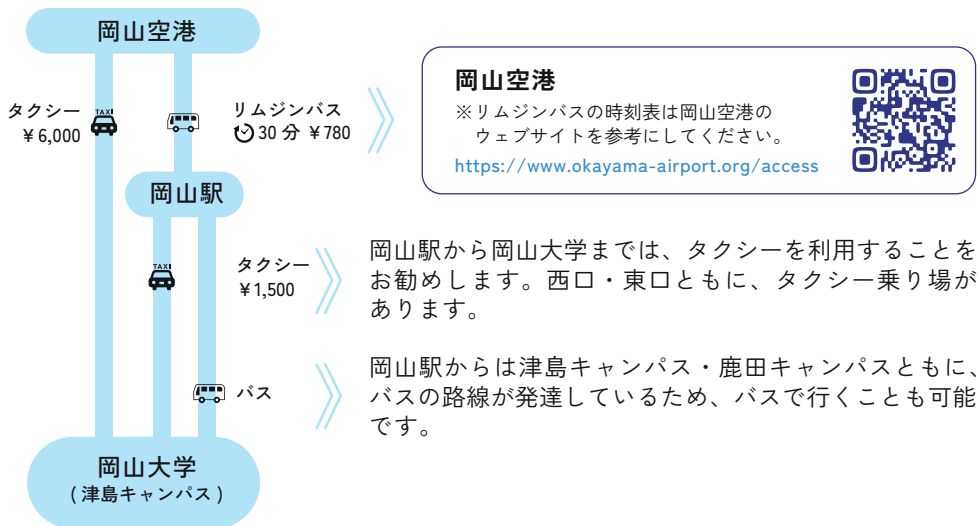 岡山空港
タクシー
¥6,000
TAXI
リムジンバス
30 分 ¥780
岡山空港
※リムジンバスの時刻表は岡山空港の
ウェブサイトを参考にしてください。
https://www.okayama-airport.org/access
岡山駅
TAXI
タクシー
¥1,500
岡山駅から岡山大学までは、タクシーを利用することを
お勧めします。西口・東口ともに、タクシー乗り場が
あります。
バス
岡山駅からは津島キャンパス・鹿田キャンパスともに、
バスの路線が発達しているため、バスで行くことも可能
です。
岡山大学
( 津島キャンパス )